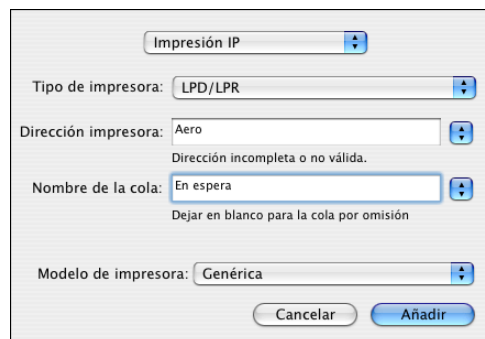 Impresión IP
Tipo de impresora: LPD/LPR
Dirección impresora: Aero
Dirección incompleta o no válida.
Nombre de la cola: En espera
Dejar en blanco para la cola por omisión
Modelo de impresora: Genérica
Cancelar Añadir